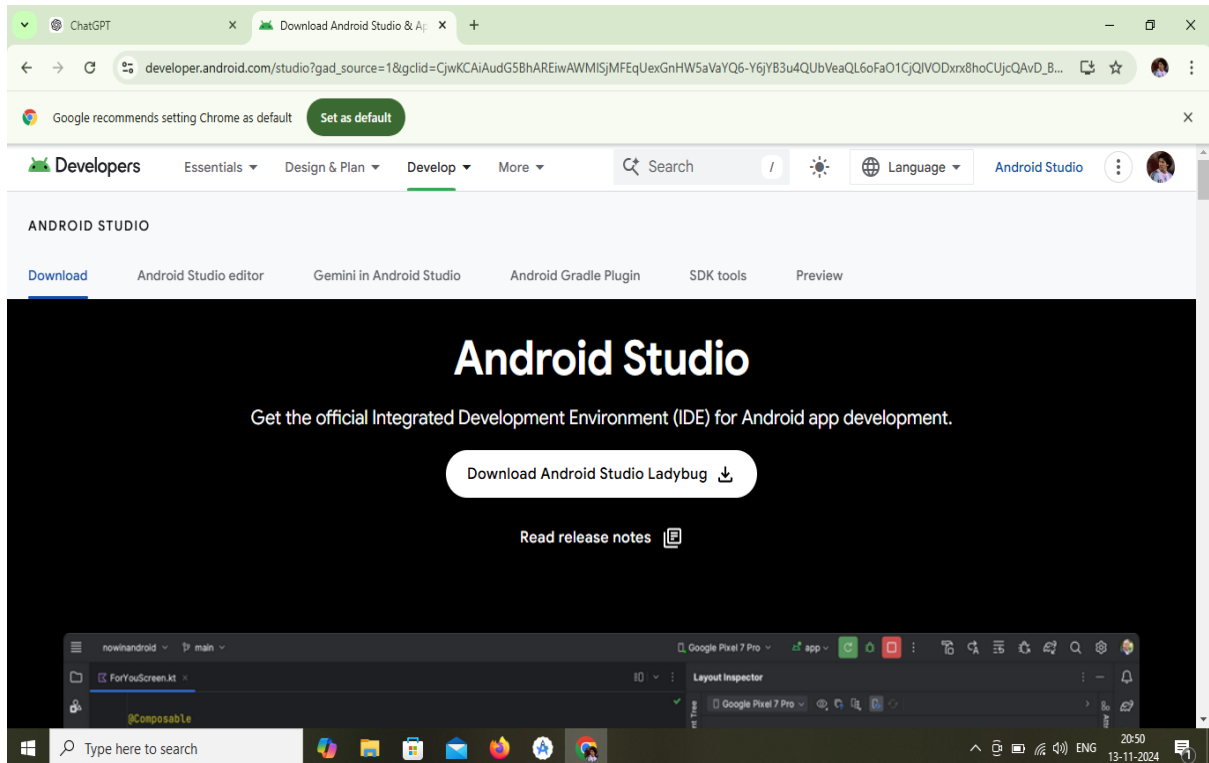 ChatGPT
Download Android Studio & Ap
developer.android.com/studio?gad_source=1&gclid=CjwKCAiAudG5BhAREiwAWMlSjMFEqUexGnHW5aVaYQ6-Y6jYB3u4QUbVeaQL6oFaO1CjQlVODxrx8hoCUjcQAvD_B...
Google recommends setting Chrome as default Set as default
Developers Essentials Design & Plan Develop More Search / Language Android Studio
ANDROID STUDIO
Download Android Studio editor Gemini in Android Studio Android Gradle Plugin SDK tools Preview
Android Studio
Get the official Integrated Development Environment (IDE) for Android app development.
Download Android Studio Ladybug
Read release notes
nowinandroid main Google Pixel 7 Pro app
ForYouScreen.kt Layout Inspector
Google Pixel 7 Pro
@Composable
Type here to search ENG 20:50
13-11-2024
1